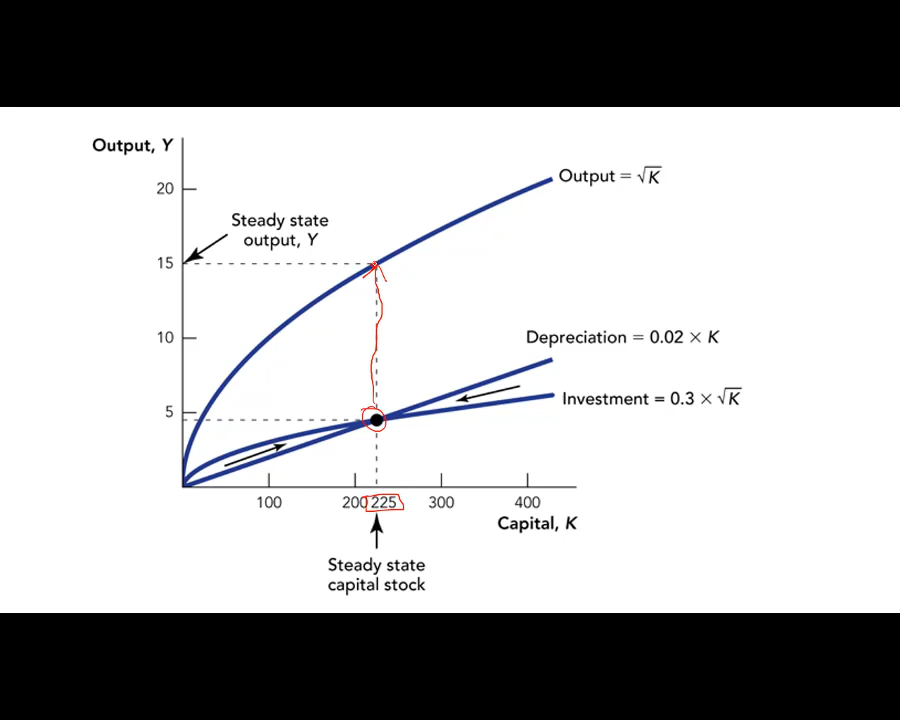 Output, Y
20
Output = √K
Steady state
output, Y
15
10
Depreciation = 0.02 × K
5
Investment = 0.3 × √K
100
200
225
300
400
Capital, K
Steady state
capital stock